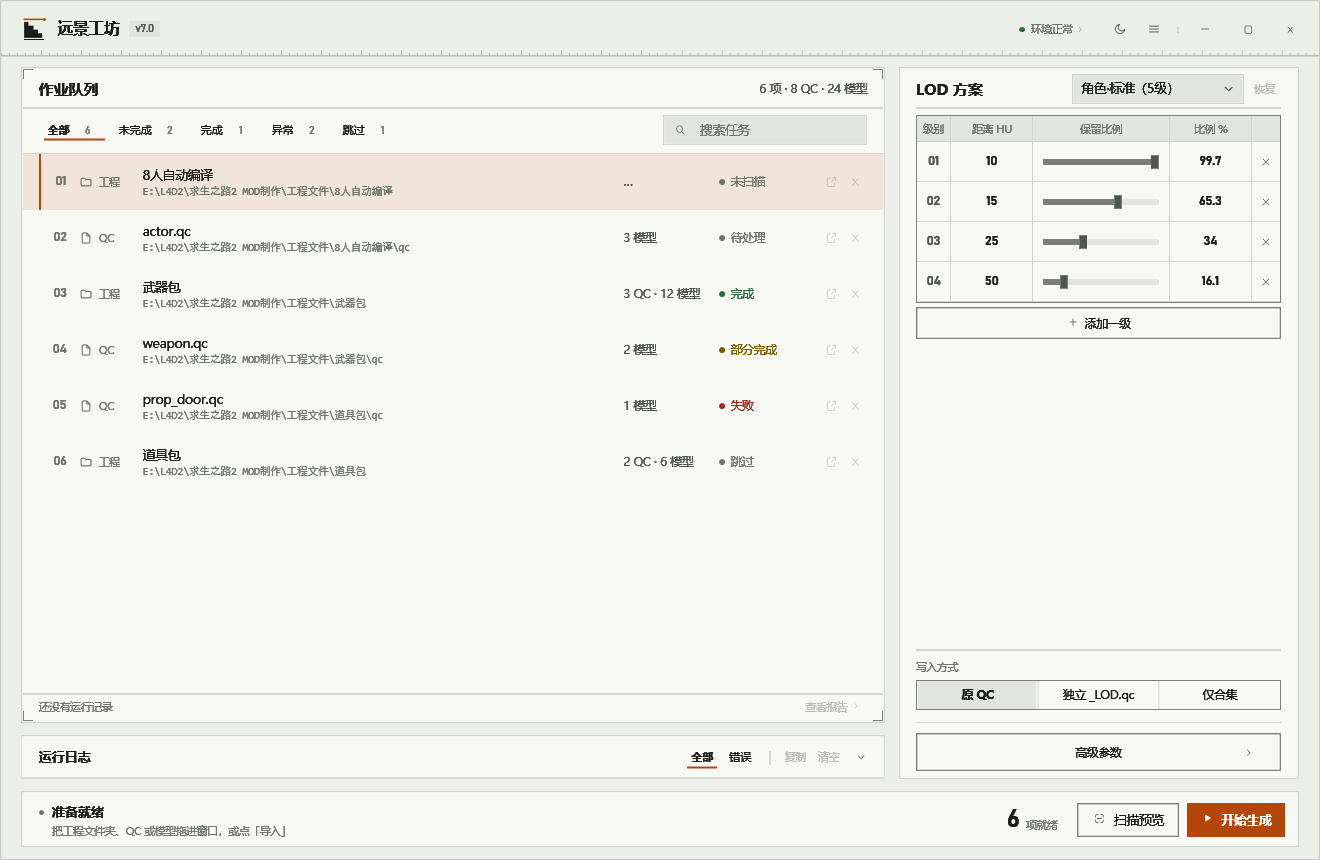 远景工坊 v7.0
环境正常
作业队列
6 项 · 8 QC · 24 模型
全部 6 未完成 2 完成 1 异常 2 跳过 1
搜索任务
01 工程 8人自动编译 ... 未扫描
E:\L4D2\求生之路2 MOD制作\工程文件\8人自动编译
02 QC actor.qc 3 模型 待处理
E:\L4D2\求生之路2 MOD制作\工程文件\8人自动编译\qc
03 工程 武器包 3 QC · 12 模型 完成
E:\L4D2\求生之路2 MOD制作\工程文件\武器包
04 QC weapon.qc 2 模型 部分完成
E:\L4D2\求生之路2 MOD制作\工程文件\武器包\qc
05 QC prop_door.qc 1 模型 失败
E:\L4D2\求生之路2 MOD制作\工程文件\道具包\qc
06 工程 道具包 2 QC · 6 模型 跳过
E:\L4D2\求生之路2 MOD制作\工程文件\道具包
还没有运行记录
查看报告
运行日志
全部 错误 复制 清空
LOD 方案
角色·标准（5级）
恢复
级别 距离 HU 保留比例 比例 %
01 10 99.7
02 15 65.3
03 25 34
04 50 16.1
+ 添加一级
写入方式
原 QC 独立 _LOD.qc 仅合集
高级参数
准备就绪
把工程文件夹、QC 或模型拖进窗口，或点「导入」
6 项就绪
扫描预览
开始生成